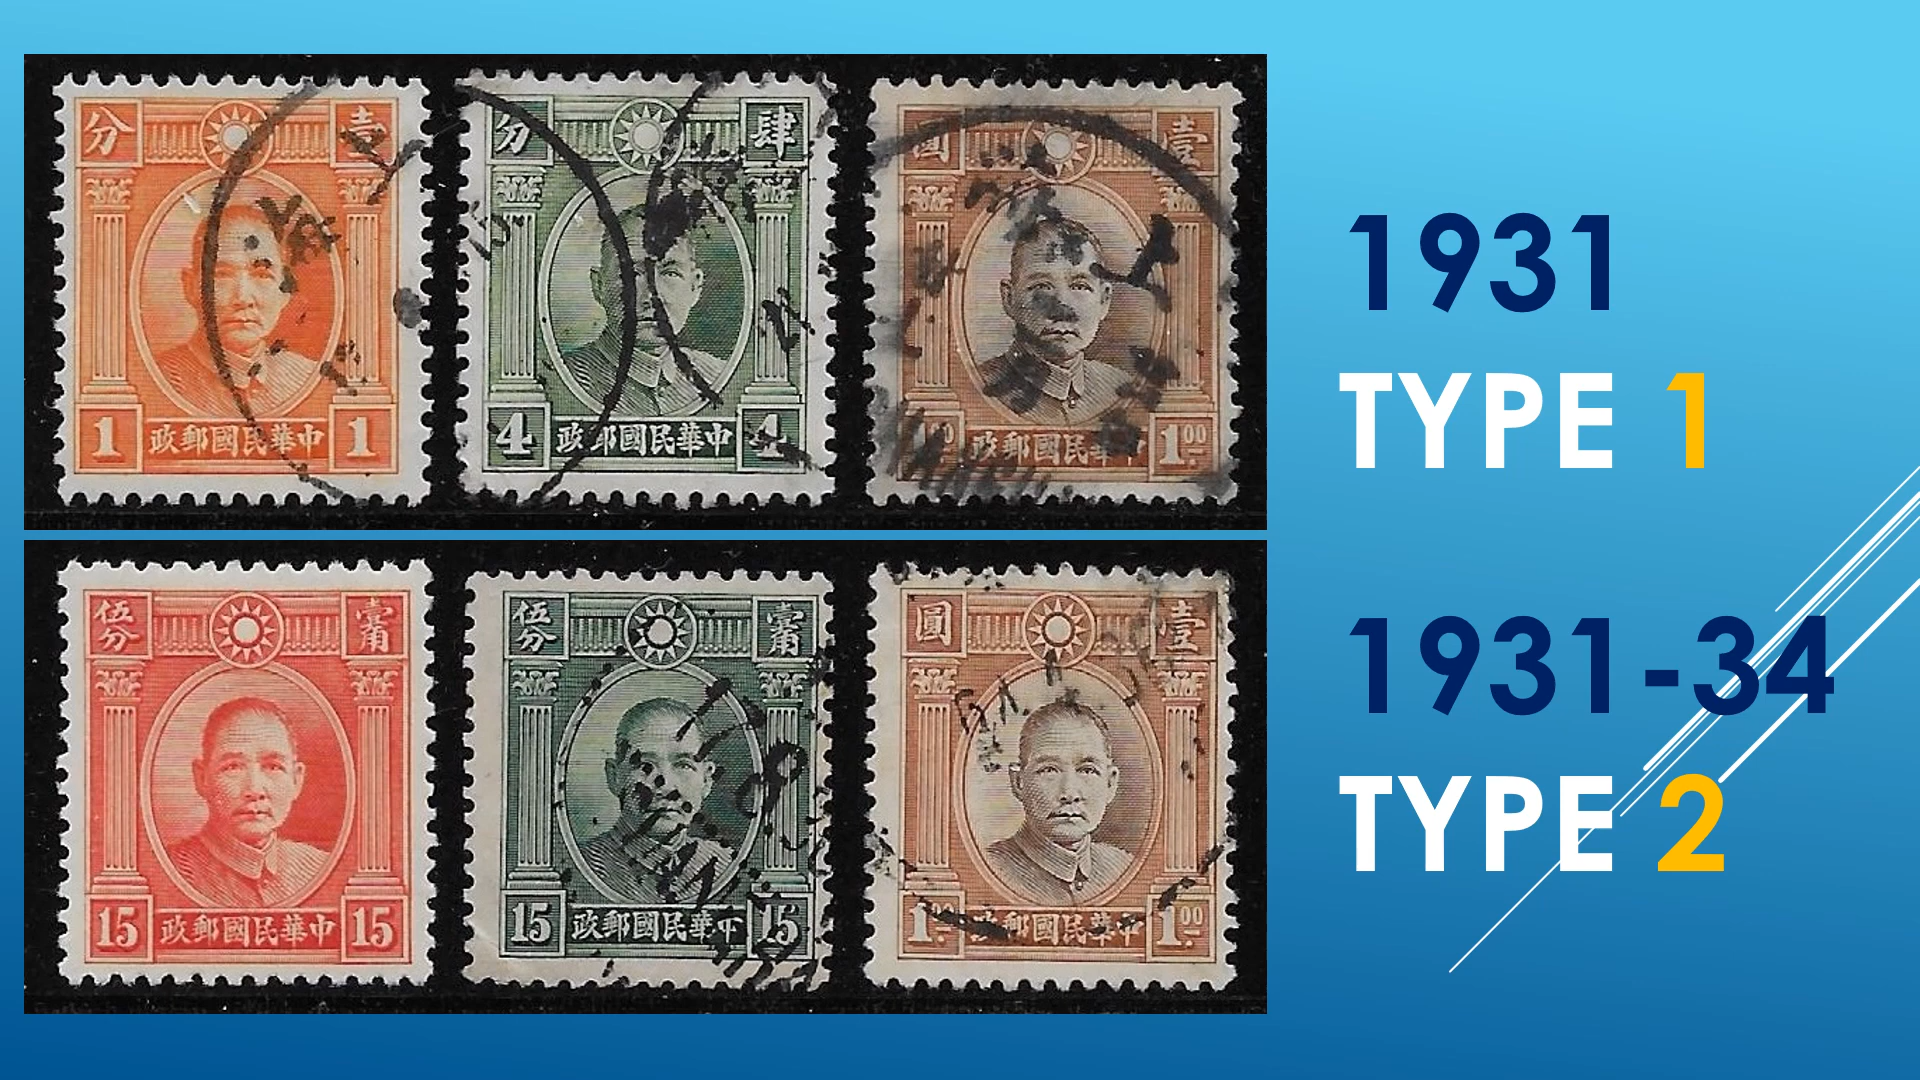 分 壹
1 政郵國民華中 1
分 肆
4 政郵國民華中 4
圓 壹
政郵國民華中 1.00
伍分 壹角
15 政郵國民華中 15
伍分 壹角
15 政郵國民華中 15
圓 壹
1.00 政郵國民華中 1.00
1931
TYPE 1
1931-34
TYPE 2